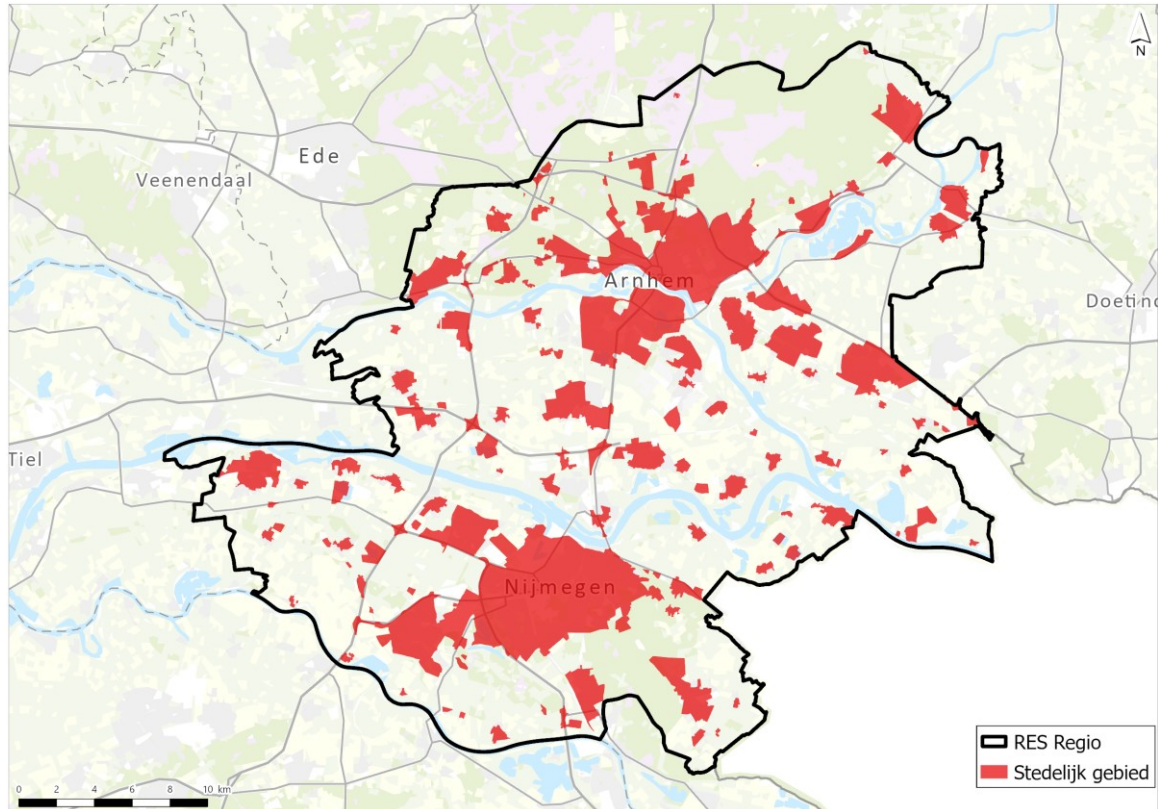 N
Ede
Veenendaal
Arnhem
Doetinc
Tiel
Nijmegen
RES Regio
Stedelijk gebied
0 2 4 6 8 10 km